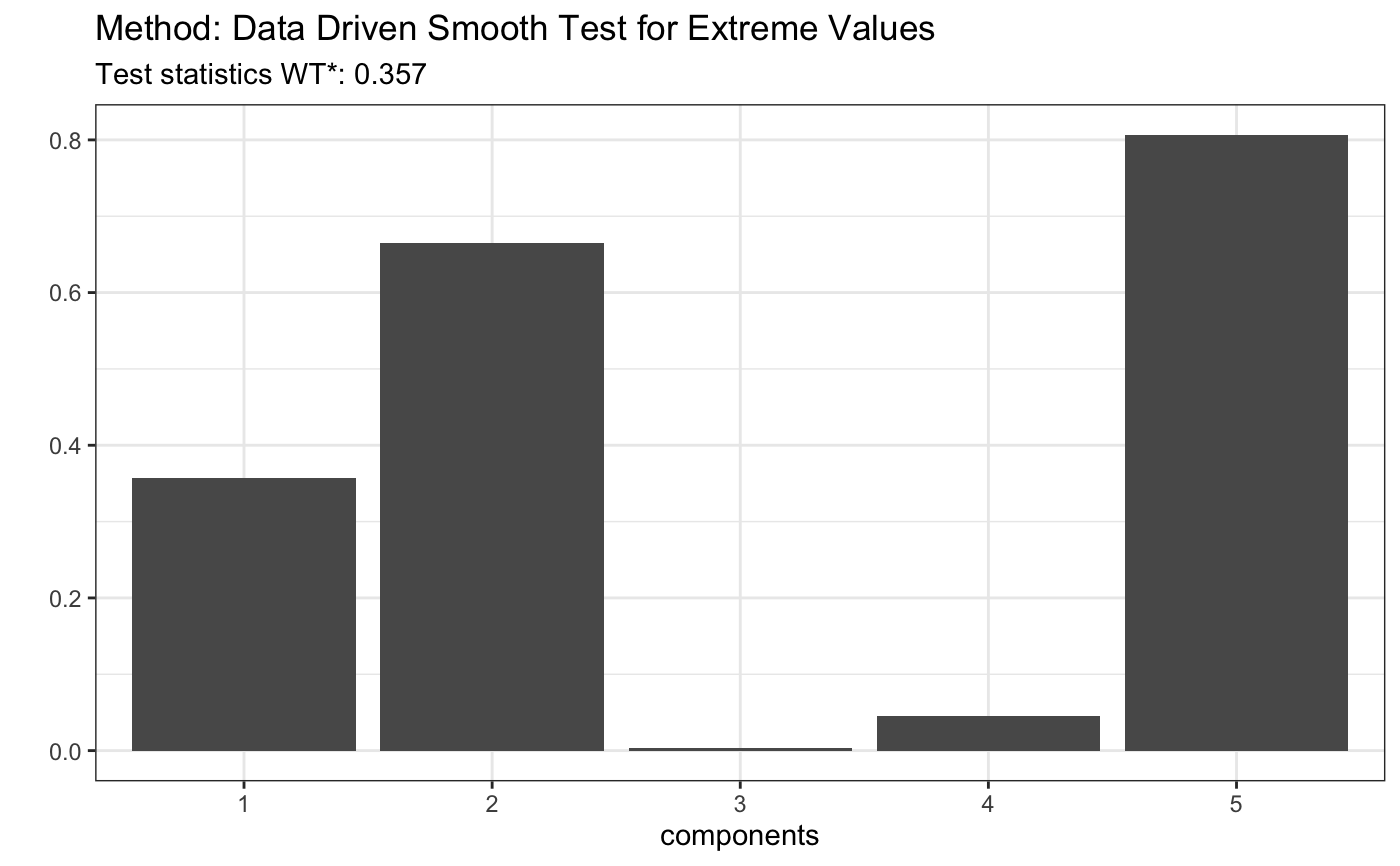 Method: Data Driven Smooth Test for Extreme Values
Test statistics WT*: 0.357
0.8
0.6
0.4
0.2
0.0
1 2 3 4 5
components